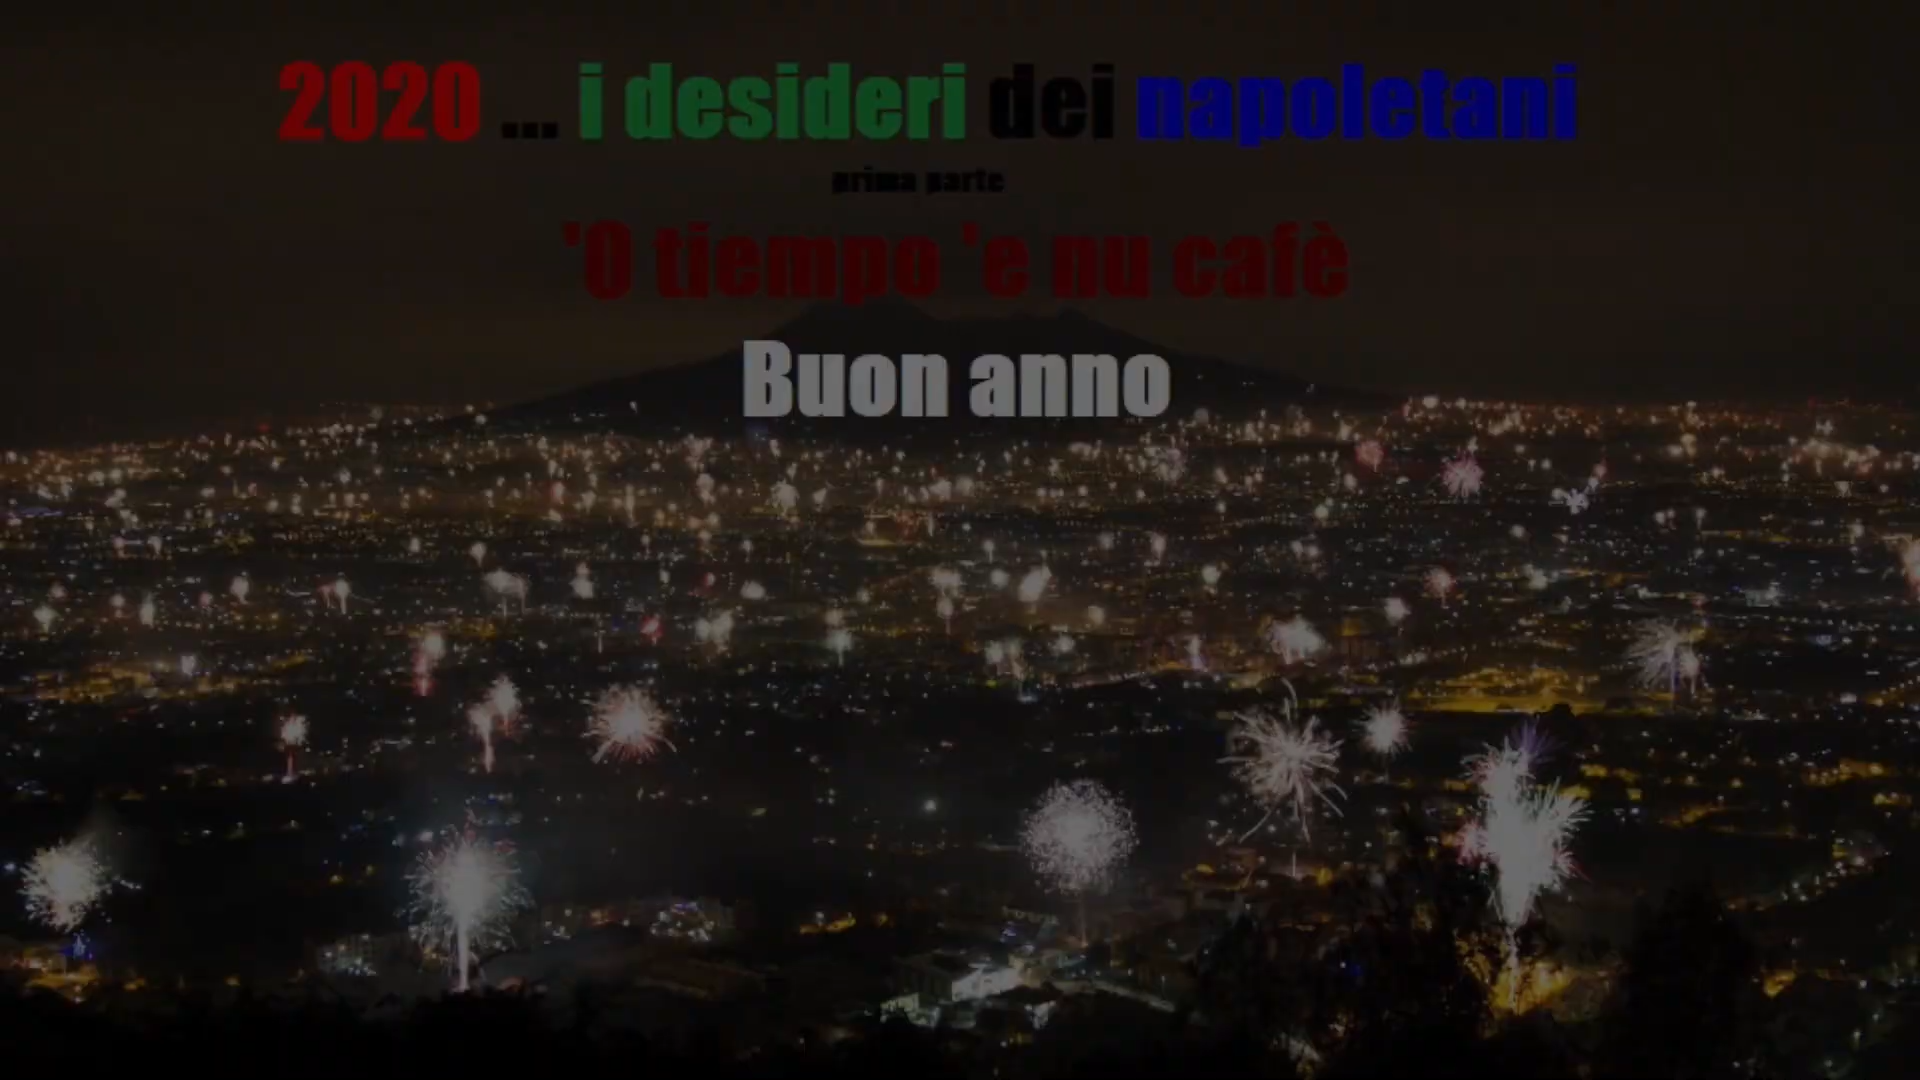 2020 ... i desideri dei napoletani
prima parte
'O tiempo 'e nu cafè
Buon anno